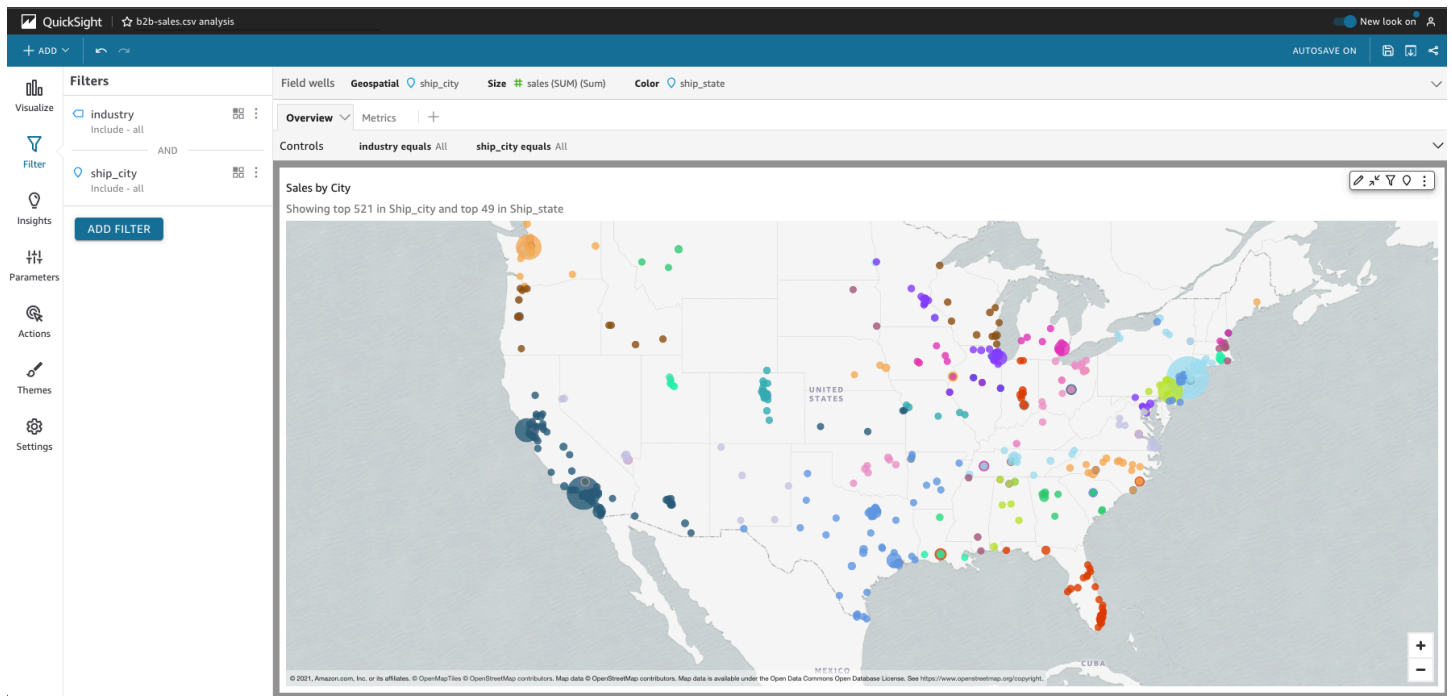 QuickSight b2b-sales.csv analysis New look on
+ ADD AUTOSAVE ON
Visualize
Filter
Insights
Parameters
Actions
Themes
Settings
Filters
industry
Include - all
AND
ship_city
Include - all
ADD FILTER
Field wells Geospatial ship_city Size # sales (SUM) (Sum) Color ship_state
Overview Metrics +
Controls industry equals All ship_city equals All
Sales by City
Showing top 521 in Ship_city and top 49 in Ship_state
UNITED
STATES
MEXICO
CUBA
+
−
© 2021, Amazon.com, Inc. or its affiliates. © OpenMapTiles © OpenStreetMap contributors. Map data © OpenStreetMap contributors. Map data is available under the Open Data Commons Open Database License. See https://www.openstreetmap.org/copyright.